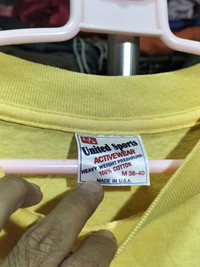 United Sports
ACTIVEWEAR
HEAVY WEIGHT PRESHRUNK
100% COTTON
M 38-40
MADE IN U.S.A.